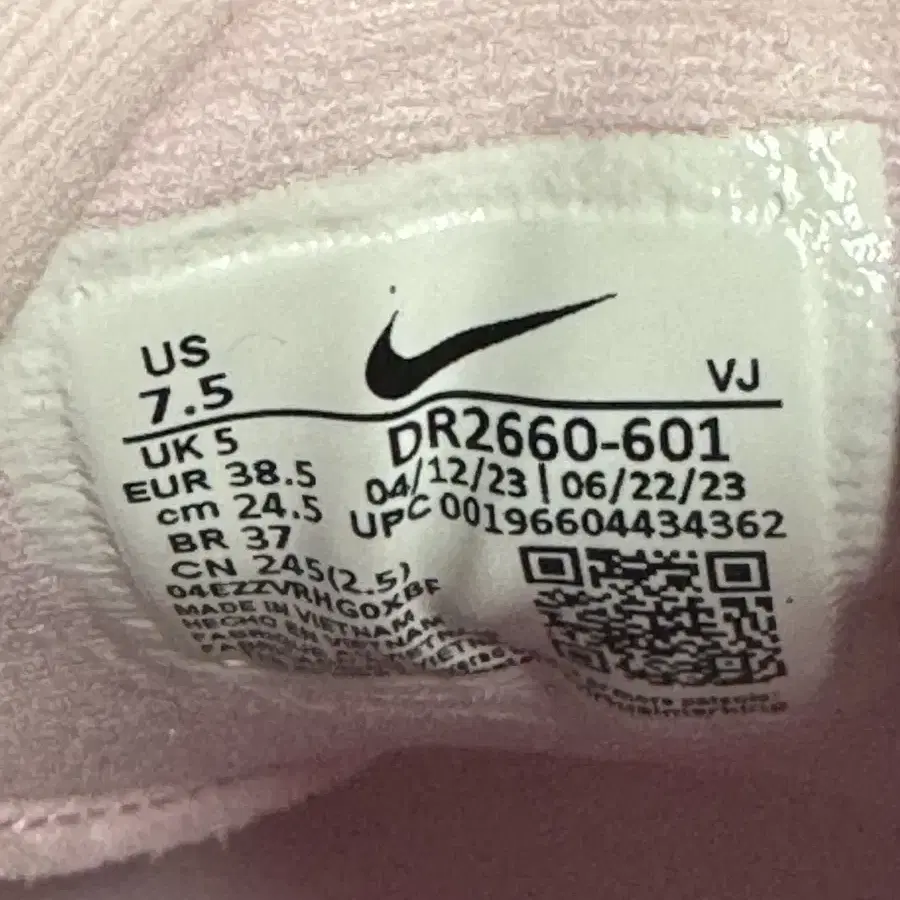 US
7.5
VJ
UK 5
EUR 38.5
cm 24.5
BR 37
CN 245(2.5)
04EZZVRHG0XBF
MADE IN VIETNAM
HECHO EN
DR2660-601
04/12/23 | 06/22/23
UPC 00196604434362